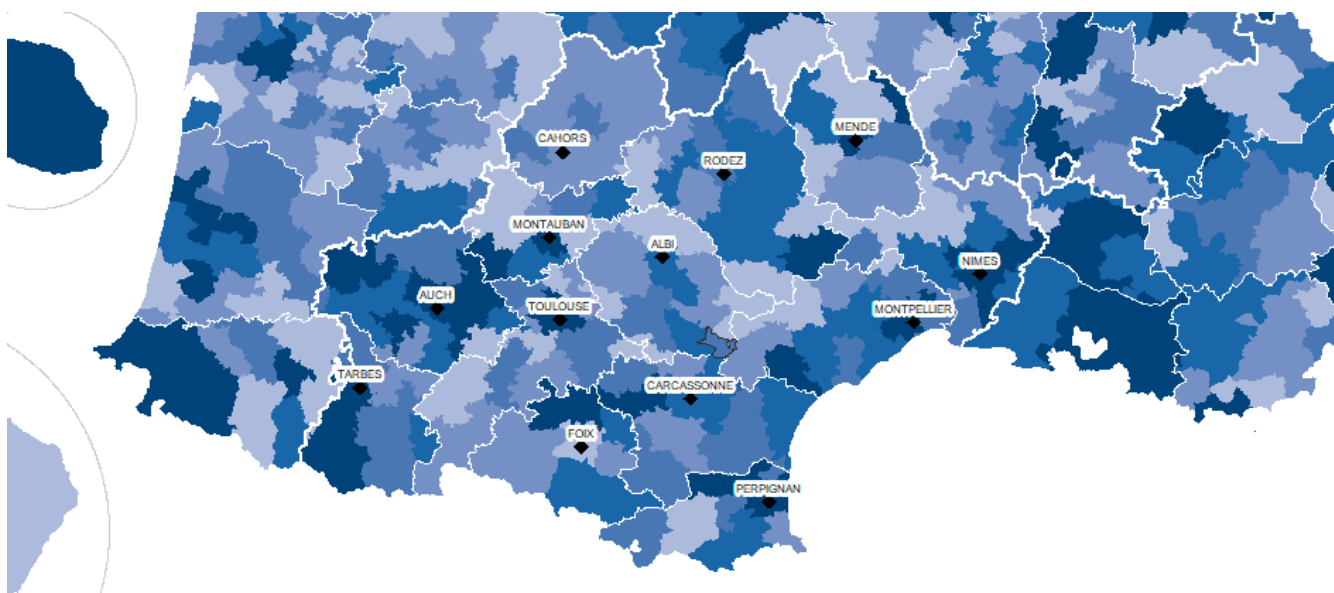 CAHORS
MENDE
RODEZ
MONTAUBAN
ALBI
NIMES
AUCH
TOULOUSE
MONTPELLIER
TARBES
CARCASSONNE
FOIX
PERPIGNAN